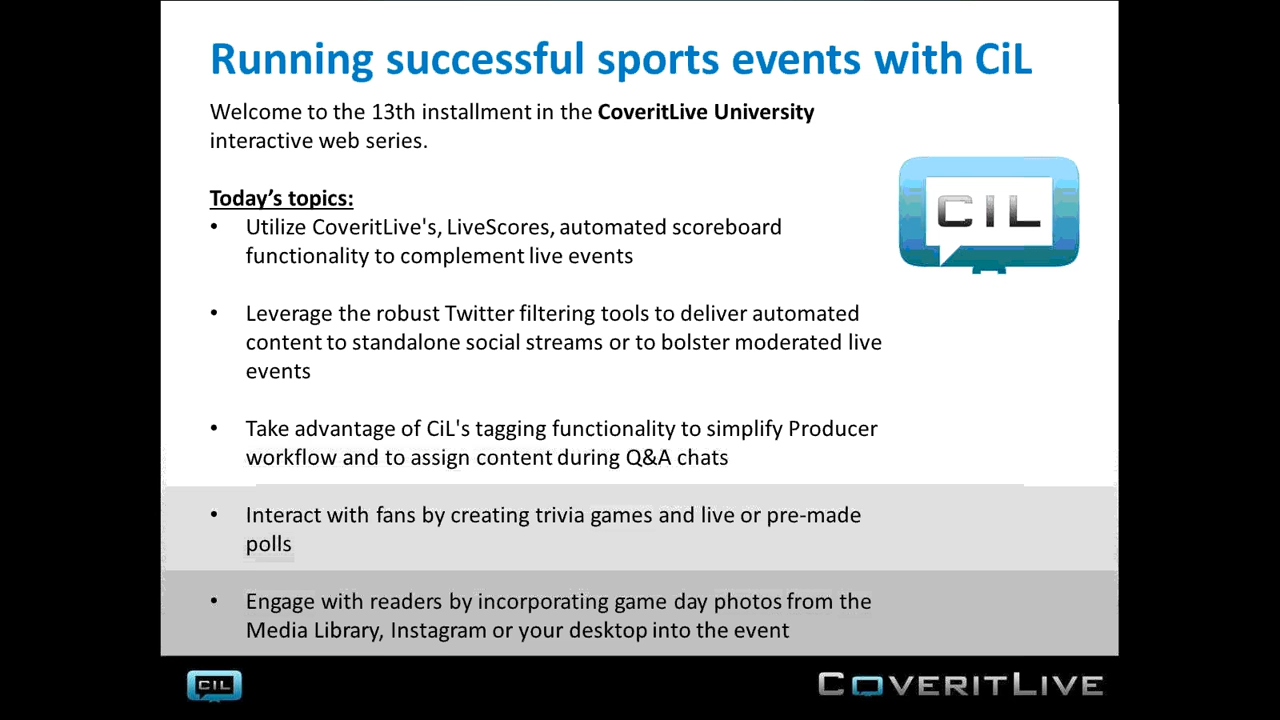 Running successful sports events with CiL
Welcome to the 13th installment in the CoveritLive University
interactive web series.
Today’s topics:
• Utilize CoveritLive's, LiveScores, automated scoreboard
functionality to complement live events
• Leverage the robust Twitter filtering tools to deliver automated
content to standalone social streams or to bolster moderated live
events
• Take advantage of CiL's tagging functionality to simplify Producer
workflow and to assign content during Q&A chats
• Interact with fans by creating trivia games and live or pre-made
polls
• Engage with readers by incorporating game day photos from the
Media Library, Instagram or your desktop into the event
CIL
CIL
COVERITLIVE